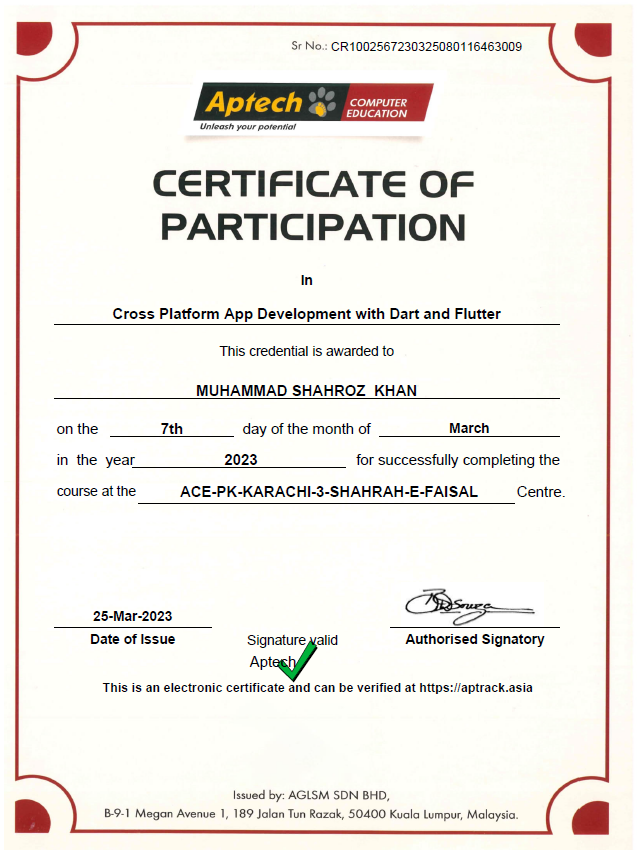 Sr No.: CR100256723032508011646​3009
Aptech COMPUTER EDUCATION
Unleash your potential
CERTIFICATE OF
PARTICIPATION
In
Cross Platform App Development with Dart and Flutter
This credential is awarded to
MUHAMMAD SHAHROZ KHAN
on the 7th day of the month of March
in the year 2023 for successfully completing the
course at the ACE-PK-KARACHI-3-SHAHRAH-E-FAISAL Centre.
25-Mar-2023
Date of Issue
Signature valid
Authorised Signatory
Aptech
This is an electronic certificate and can be verified at https://aptrack.asia
Issued by: AGLSM SDN BHD,
B-9-1 Megan Avenue 1, 189 Jalan Tun Razak, 50400 Kuala Lumpur, Malaysia.